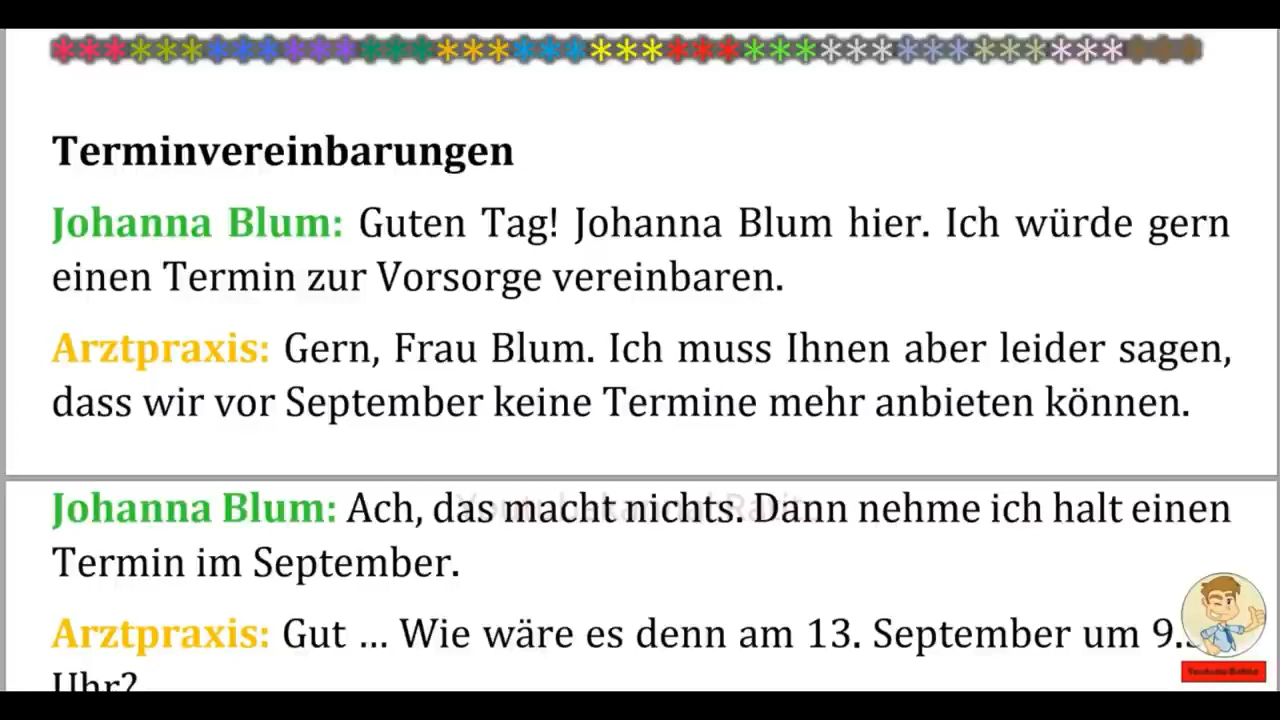 Terminvereinbarungen
Johanna Blum: Guten Tag! Johanna Blum hier. Ich würde gern
einen Termin zur Vorsorge vereinbaren.
Arztpraxis: Gern, Frau Blum. Ich muss Ihnen aber leider sagen,
dass wir vor September keine Termine mehr anbieten können.
Johanna Blum: Ach, das macht nichts. Dann nehme ich halt einen
Termin im September.
Arztpraxis: Gut … Wie wäre es denn am 13. September um
Uhr?